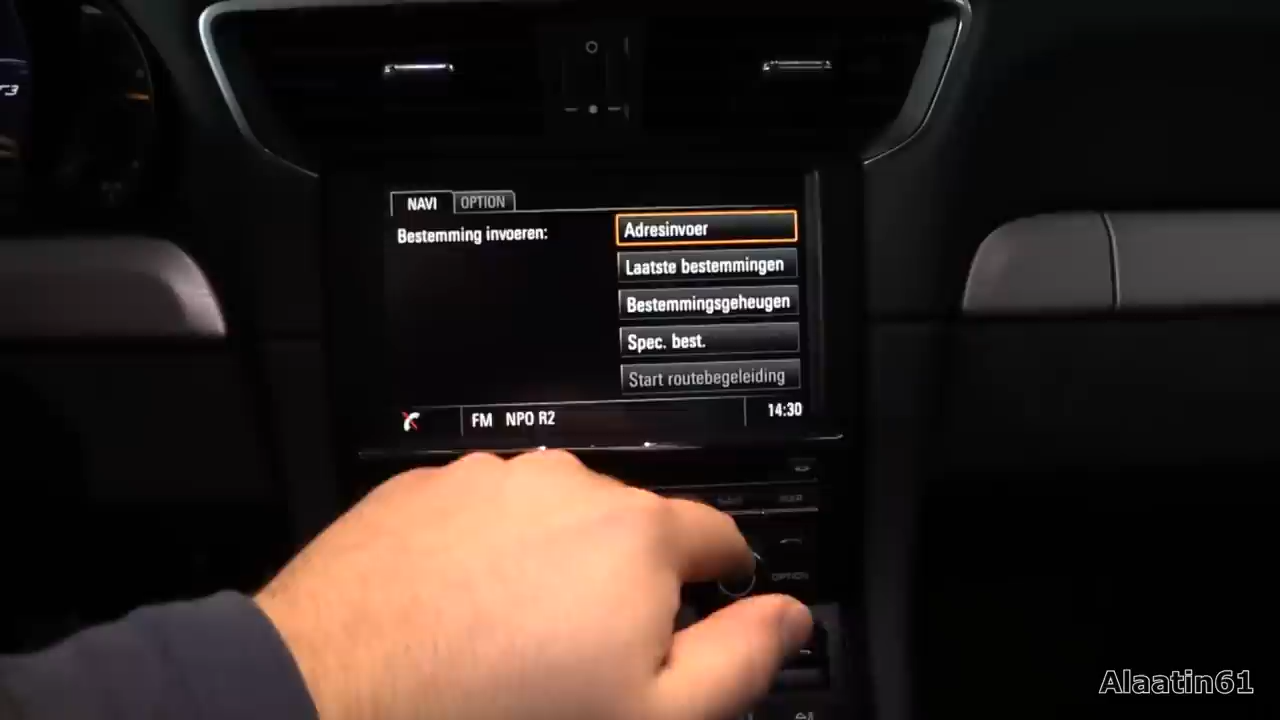 NAVI OPTION
Bestemming invoeren:
Adresinvoer
Laatste bestemmingen
Bestemmingsgeheugen
Spec. best.
Start routebegeleiding
FM NPO R2
14:30
OPTION
Alaatin61